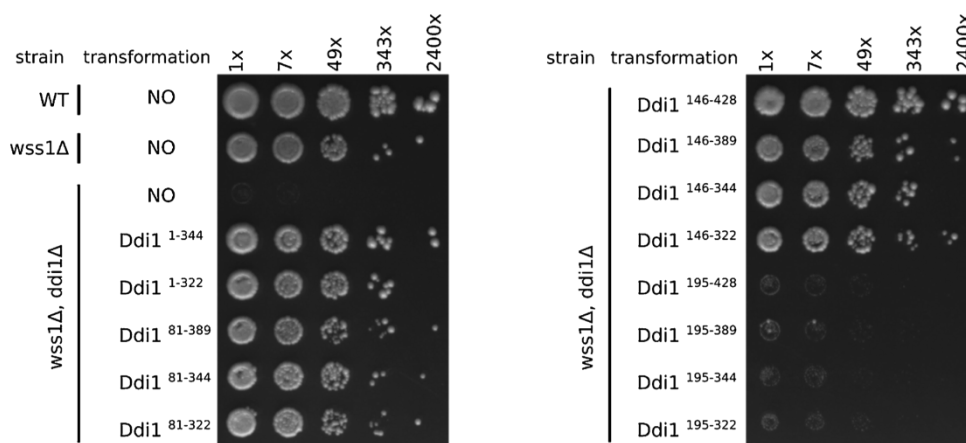 strain transformation 1x 7x 49x 343x 2400x
WT NO
wss1Δ NO
wss1Δ, ddi1Δ
NO
Ddi1 1-344
Ddi1 1-322
Ddi1 81-389
Ddi1 81-344
Ddi1 81-322
strain transformation 1x 7x 49x 343x 2400x
wss1Δ, ddi1Δ
Ddi1 146-428
Ddi1 146-389
Ddi1 146-344
Ddi1 146-322
Ddi1 195-428
Ddi1 195-389
Ddi1 195-344
Ddi1 195-322